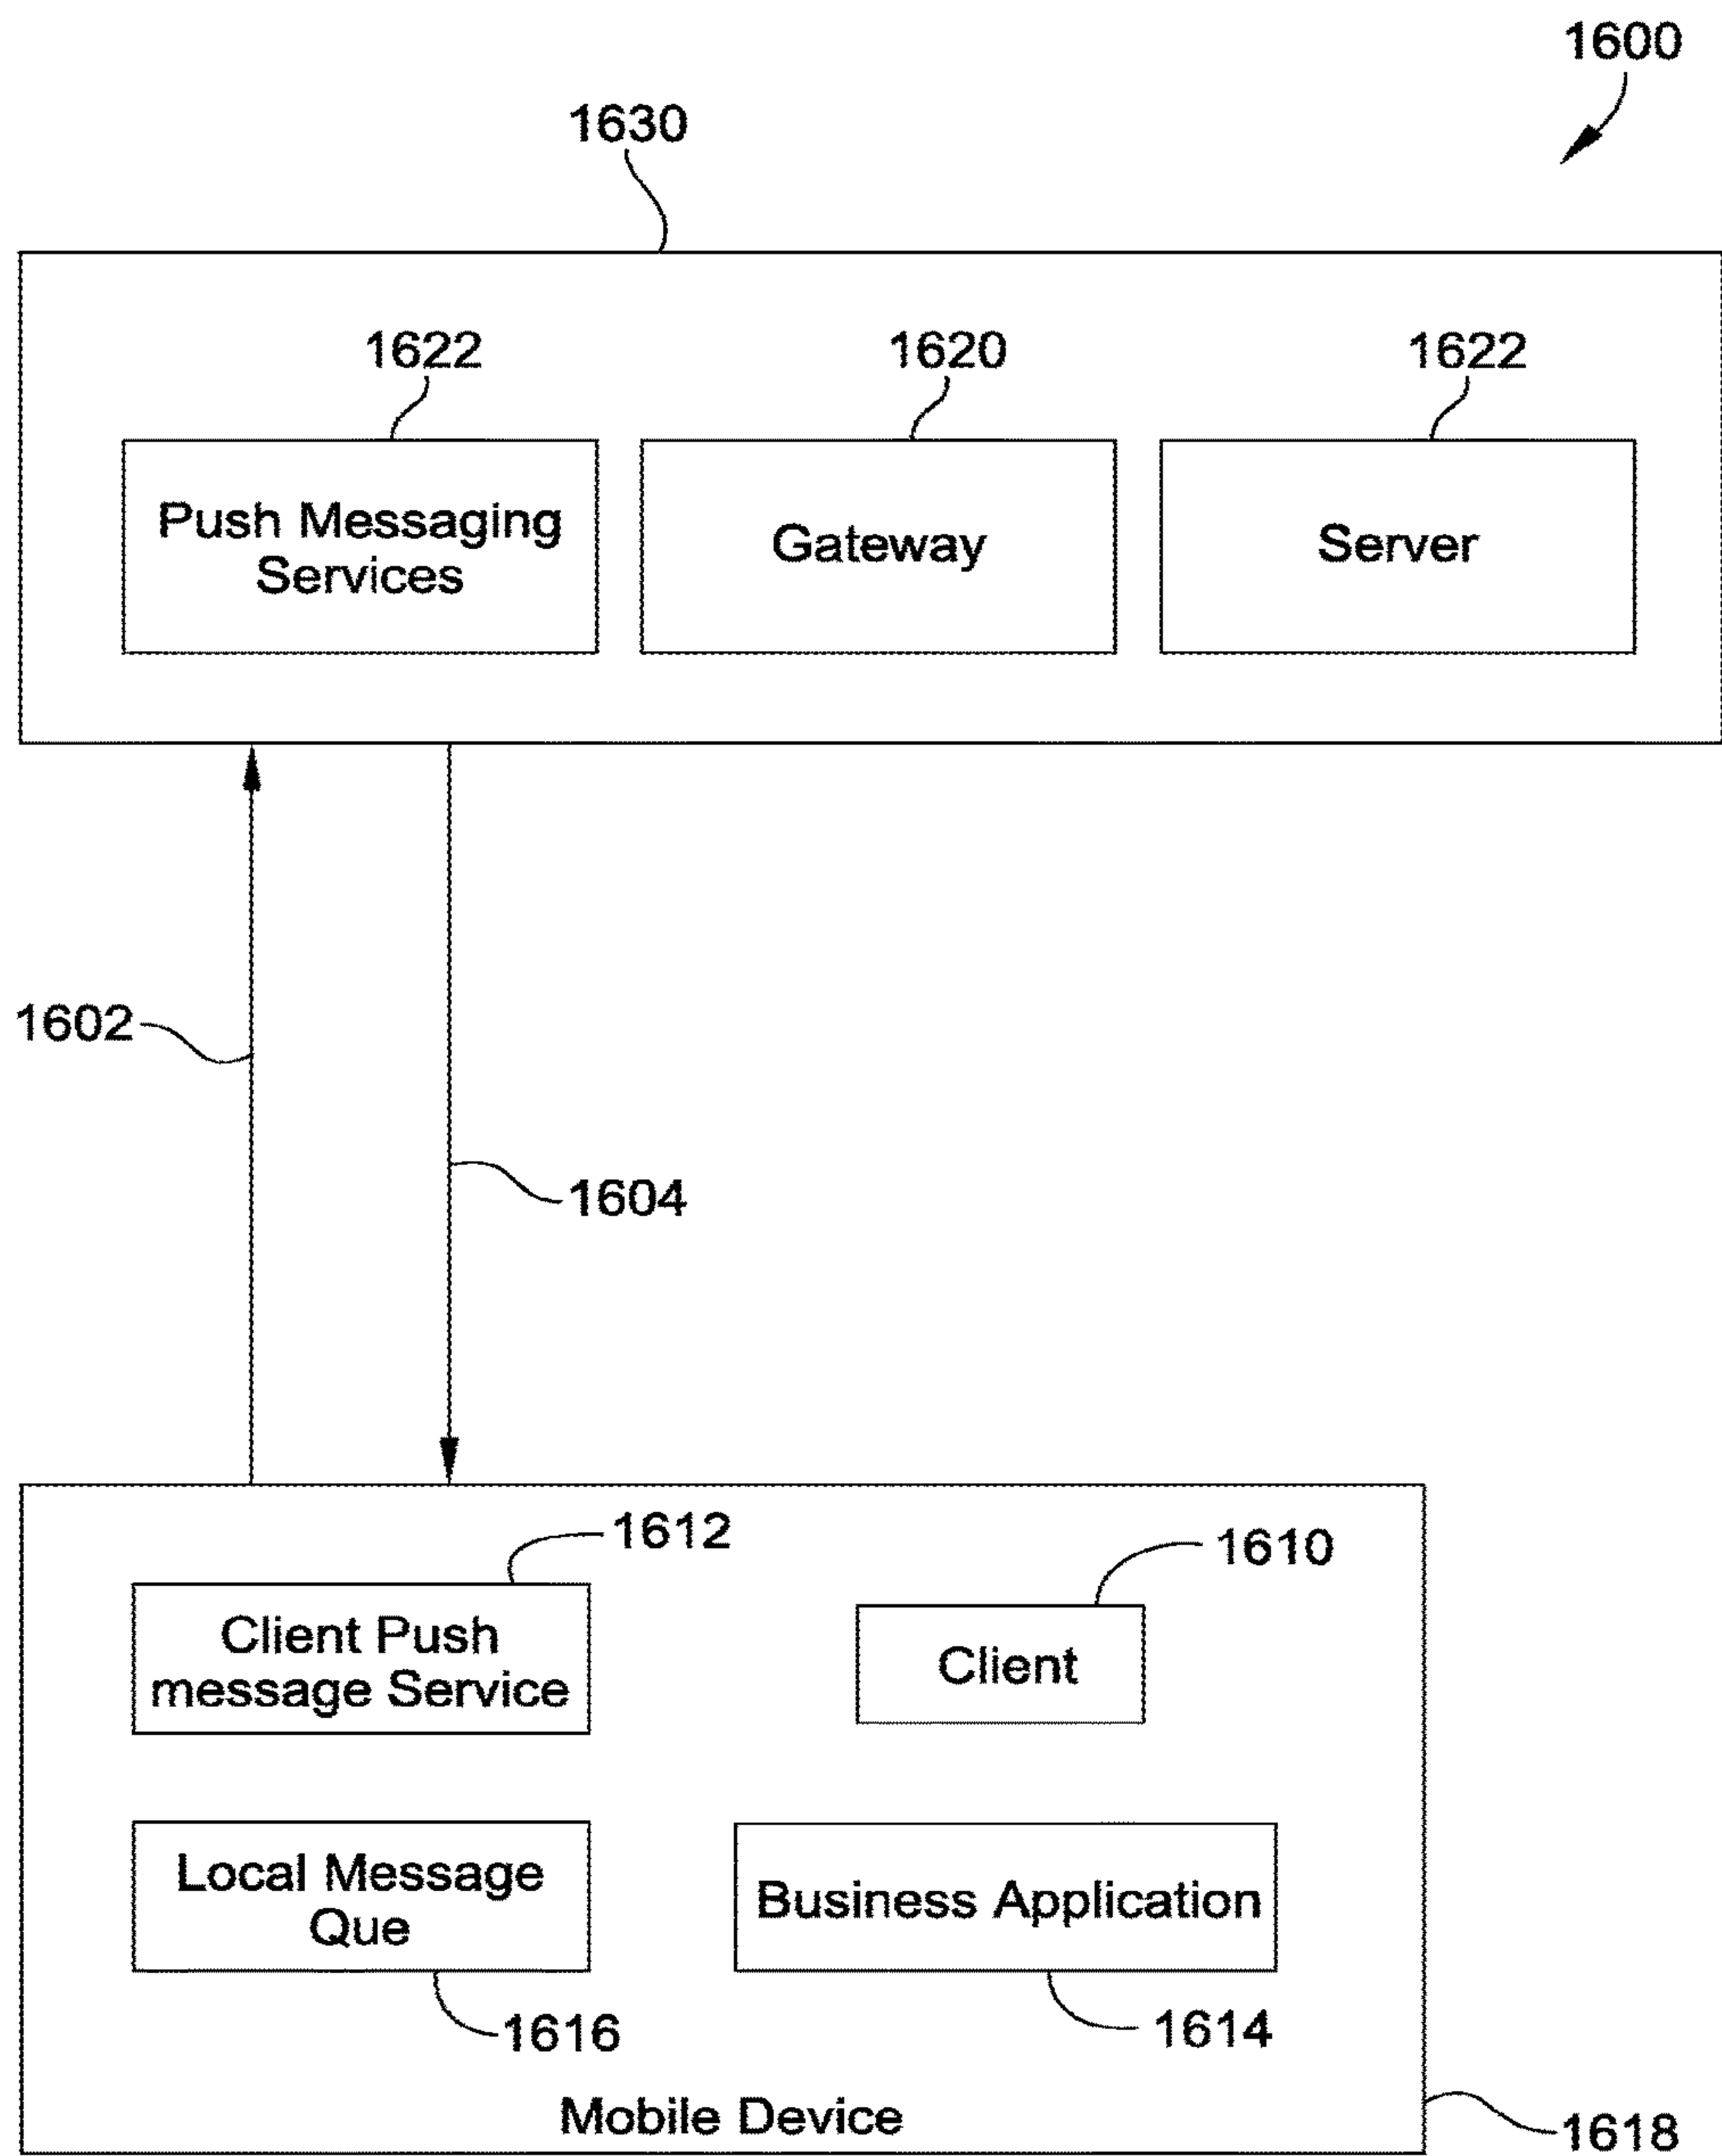 1600
1630
1622
1620
1622
Push Messaging
Services
Gateway
Server
1602
1604
1612
1610
Client Push
message Service
Client
Local Message
Que
Business Application
1616
1614
Mobile Device
1618